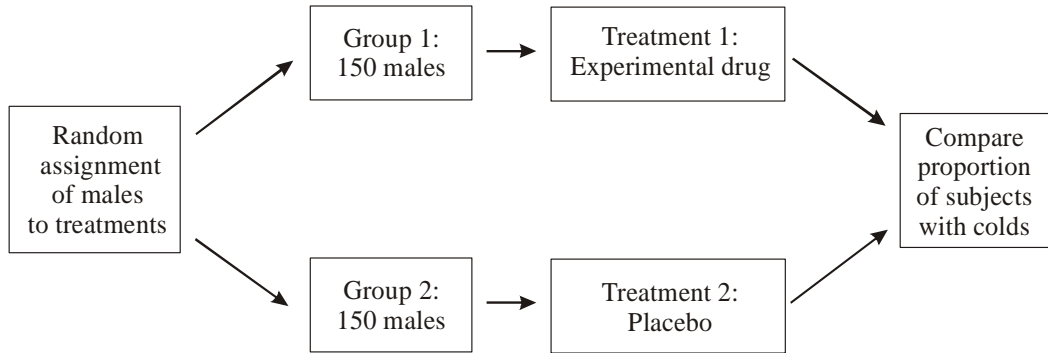 Random
assignment
of males
to treatments
Group 1:
150 males
Treatment 1:
Experimental drug
Group 2:
150 males
Treatment 2:
Placebo
Compare
proportion
of subjects
with colds